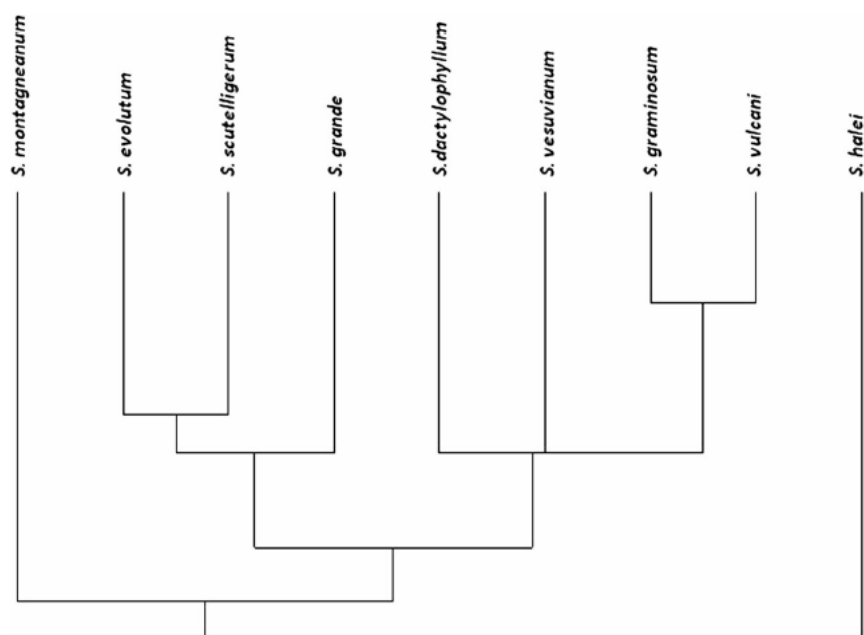 S. montagneanum
S. evolutum
S. scutelligerum
S. grande
S.dactylophyllum
S. vesuvianum
S. graminosum
S. vulcani
S. halei